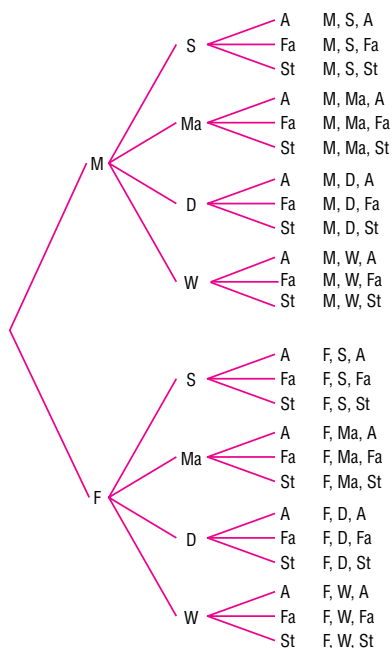 A M, S, A
S Fa M, S, Fa
St M, S, St
A M, Ma, A
Ma Fa M, Ma, Fa
St M, Ma, St
M
A M, D, A
D Fa M, D, Fa
St M, D, St
A M, W, A
W Fa M, W, Fa
St M, W, St
A F, S, A
S Fa F, S, Fa
St F, S, St
A F, Ma, A
Ma Fa F, Ma, Fa
St F, Ma, St
F
A F, D, A
D Fa F, D, Fa
St F, D, St
A F, W, A
W Fa F, W, Fa
St F, W, St